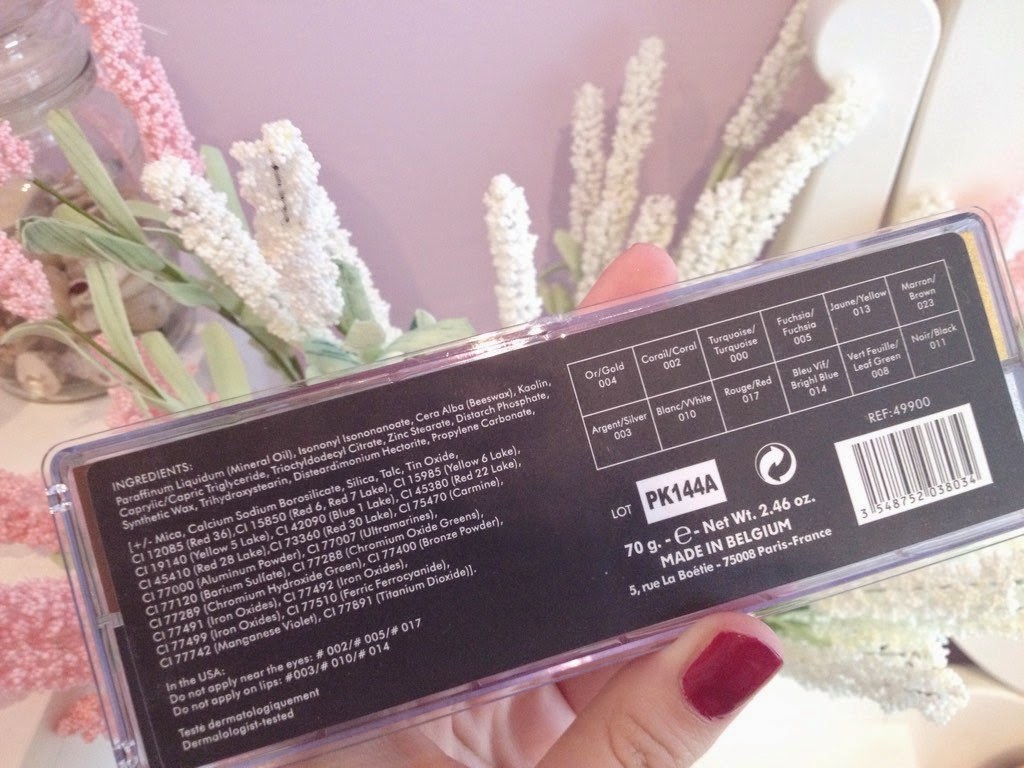 INGREDIENTS:
Paraffinum Liquidum (Mineral Oil), Isononyl Isononanoate, Cera Alba (Beeswax), Kaolin,
Caprylic/Capric Triglyceride, Trioctyldodecyl Citrate, Zinc Stearate, Distarch Phosphate,
Synthetic Wax, Trihydroxystearin, Disteardimonium Hectorite, Propylene Carbonate,
[+/- Mica, Calcium Sodium Borosilicate, Silica, Talc, Tin Oxide,
CI 12085 (Red 36), CI 15850 (Red 6, Red 7 Lake), CI 15985 (Yellow 6 Lake),
CI 19140 (Yellow 5 Lake), CI 42090 (Blue 1 Lake), CI 45380 (Red 22 Lake),
CI 45410 (Red 28 Lake),CI 73360 (Red 30 Lake), CI 75470 (Carmine).
CI 77000 (Aluminum Powder), CI 77007 (Ultramarines),
CI 77120 (Barium Sulfate), CI 77288 (Chromium Oxide Greens),
CI 77289 (Chromium Hydroxide Green), CI 77400 (Bronze Powder),
CI 77491 (Iron Oxides), CI 77492 (Iron Oxides),
CI 77499 (Iron Oxides), CI 77510 (Ferric Ferrocyanide),
CI 77742 (Manganese Violet), CI 77891 (Titanium Dioxide)].
In the USA:
Do not apply near the eyes: # 002/# 005/# 017
Do not apply on lips: #003/# 010/# 014
Testé dermatologiquement
Dermatologist-tested
Or/Gold
004
Corail/Coral
002
Turquoise/
Turquoise
000
Fuchsia/
Fuchsia
005
Jaune/Yellow
013
Marron/
Brown
023
Argent/Silver
003
Blanc/White
010
Rouge/Red
017
Bleu Vif/
Brighl Blue
014
Vert Feuille/
Leaf Green
008
Noir/Black
011
REF:49900
LOT PK144A
3 548752 038034
70 g. - e - Net Wt. 2.46 oz.
MADE IN BELGIUM
5, rue La Boétie - 75008 Paris-France